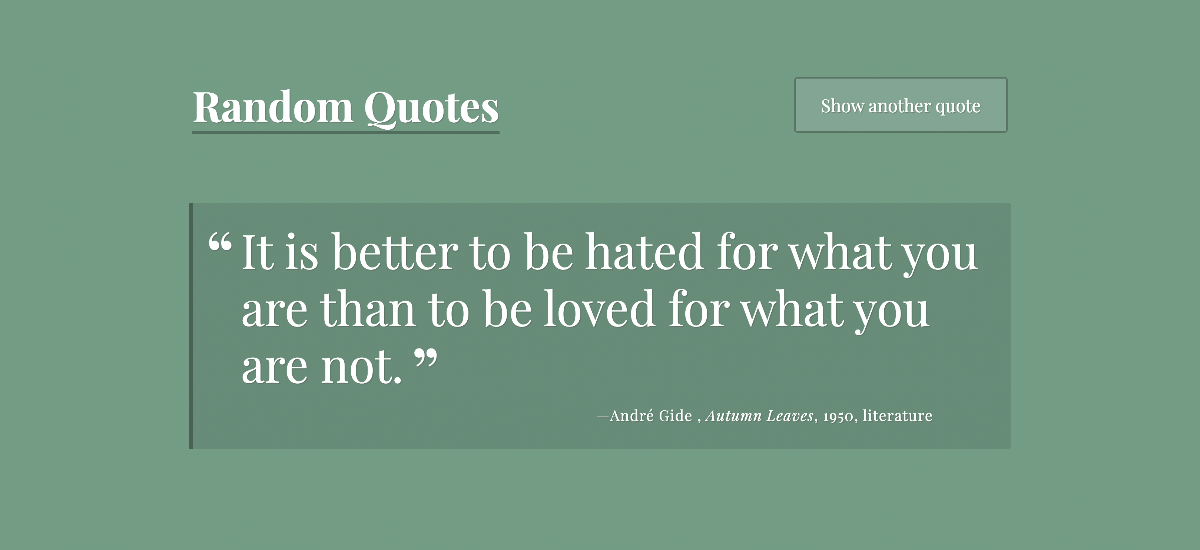 Random Quotes
Show another quote
“ It is better to be hated for what you
are than to be loved for what you
are not. ”
—André Gide , Autumn Leaves, 1950, literature